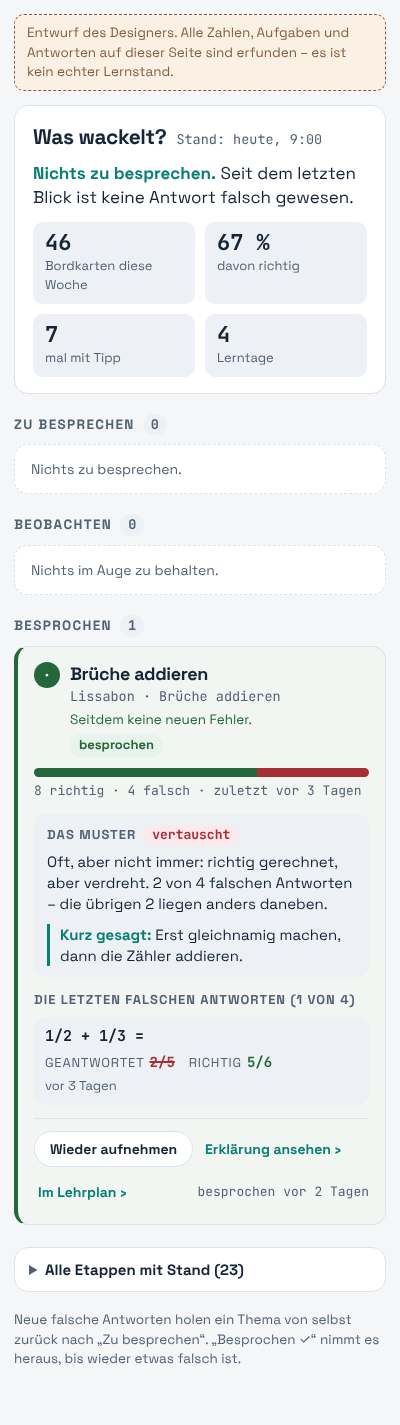 Entwurf des Designers. Alle Zahlen, Aufgaben und
Antworten auf dieser Seite sind erfunden – es ist
kein echter Lernstand.
Was wackelt? Stand: heute, 9:00
Nichts zu besprechen. Seit dem letzten
Blick ist keine Antwort falsch gewesen.
46
Bordkarten diese
Woche
67 %
davon richtig
7
mal mit Tipp
4
Lerntage
ZU BESPRECHEN 0
Nichts zu besprechen.
BEOBACHTEN 0
Nichts im Auge zu behalten.
BESPROCHEN 1
Brüche addieren
Lissabon · Brüche addieren
Seitdem keine neuen Fehler.
besprochen
8 richtig · 4 falsch · zuletzt vor 3 Tagen
DAS MUSTER vertauscht
Oft, aber nicht immer: richtig gerechnet,
aber verdreht. 2 von 4 falschen Antworten
– die übrigen 2 liegen anders daneben.
Kurz gesagt: Erst gleichnamig machen,
dann die Zähler addieren.
DIE LETZTEN FALSCHEN ANTWORTEN (1 VON 4)
1/2 + 1/3 =
GEANTWORTET 2/5 RICHTIG 5/6
vor 3 Tagen
Wieder aufnehmen Erklärung ansehen ›
Im Lehrplan › besprochen vor 2 Tagen
▶ Alle Etappen mit Stand (23)
Neue falsche Antworten holen ein Thema von selbst
zurück nach „Zu besprechen“. „Besprochen ✓“ nimmt es
heraus, bis wieder etwas falsch ist.